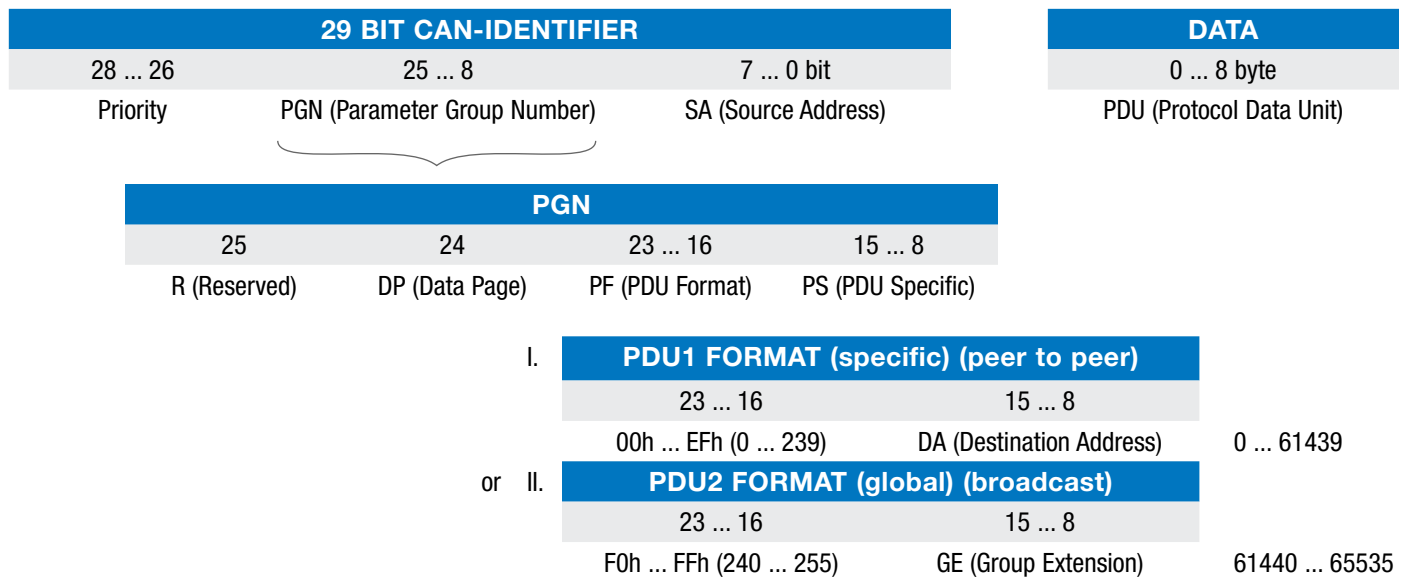 29 BIT CAN-IDENTIFIER DATA
28 ... 26 25 ... 8 7 ... 0 bit 0 ... 8 byte
Priority PGN (Parameter Group Number) SA (Source Address) PDU (Protocol Data Unit)
PGN
25 24 23 ... 16 15 ... 8
R (Reserved) DP (Data Page) PF (PDU Format) PS (PDU Specific)
I. PDU1 FORMAT (specific) (peer to peer)
23 ... 16 15 ... 8
00h ... EFh (0 ... 239) DA (Destination Address) 0 ... 61439
or II. PDU2 FORMAT (global) (broadcast)
23 ... 16 15 ... 8
F0h ... FFh (240 ... 255) GE (Group Extension) 61440 ... 65535